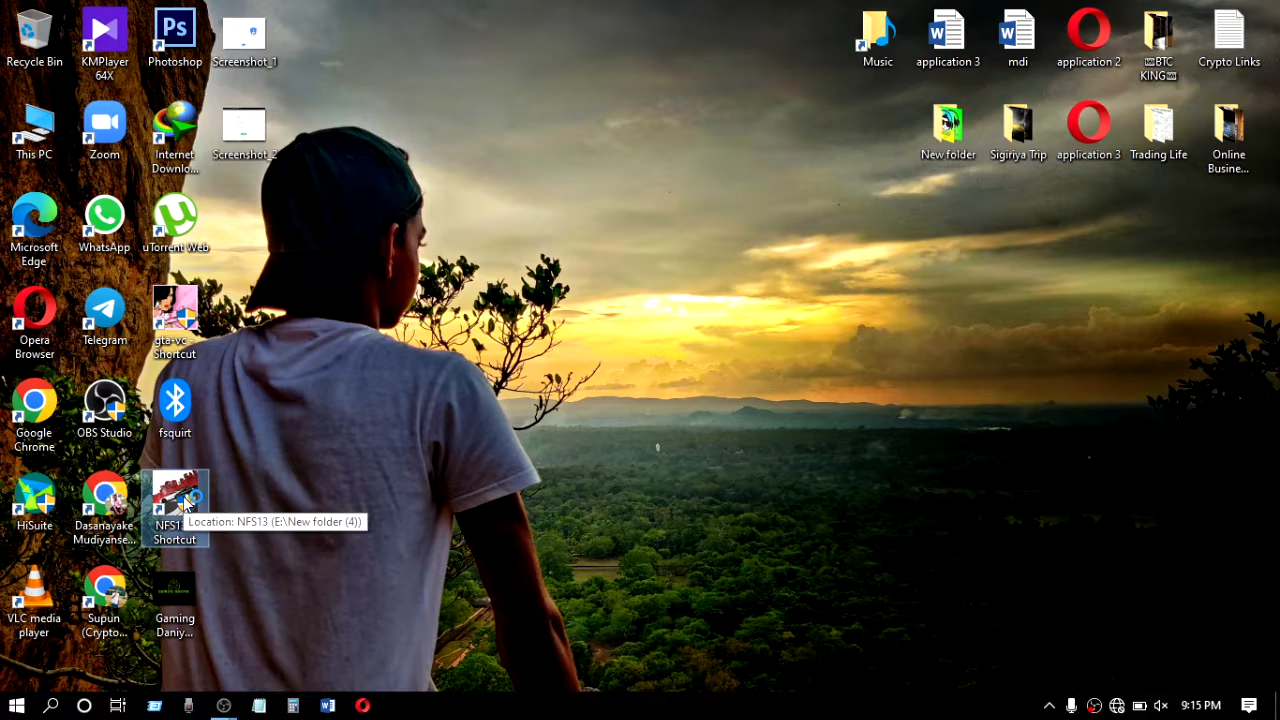 Recycle Bin
KMPlayer
64X
Ps
Photoshop
Screenshot_1
This PC
Zoom
Internet
Downlo...
Screenshot_2
Microsoft
Edge
WhatsApp
uTorrent Web
Opera
Browser
Telegram
gta-vc -
Shortcut
Google
Chrome
OBS Studio
fsquirt
HiSuite
Dasanayake
Mudiyanse...
Shortcut
Location: NFS13 (E:\New folder (4))
VLC media
player
Supun
(Crypto...
Gaming
Daniy...
Music
application 3
mdi
application 2
BTC
KING
Crypto Links
New folder
Sigiriya Trip
application 3
Trading Life
Online
Busine...
9:15 PM